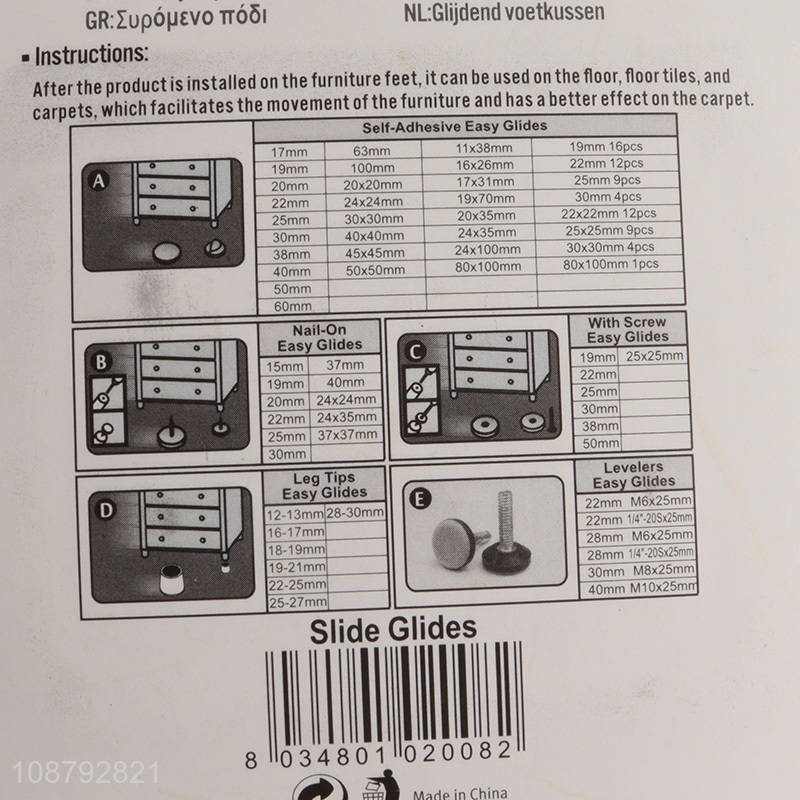 GR:Συρόμενο πόδι
NL:Glijdend voetkussen
▪ Instructions:
After the product is installed on the furniture feet, it can be used on the floor, floor tiles, and
carpets, which facilitates the movement of the furniture and has a better effect on the carpet.
A
Self-Adhesive Easy Glides
17mm 63mm 11x38mm 19mm 16pcs
19mm 100mm 16x26mm 22mm 12pcs
20mm 20x20mm 17x31mm 25mm 9pcs
22mm 24x24mm 19x70mm 30mm 4pcs
25mm 30x30mm 20x35mm 22x22mm 12pcs
30mm 40x40mm 24x35mm 25x25mm 9pcs
38mm 45x45mm 24x100mm 30x30mm 4pcs
40mm 50x50mm 80x100mm 80x100mm 1pcs
50mm
60mm
B
Nail-On
Easy Glides
15mm 37mm
19mm 40mm
20mm 24x24mm
22mm 24x35mm
25mm 37x37mm
30mm
C
With Screw
Easy Glides
19mm 25x25mm
22mm
25mm
30mm
38mm
50mm
D
Leg Tips
Easy Glides
12-13mm 28-30mm
16-17mm
18-19mm
19-21mm
22-25mm
25-27mm
E
Levelers
Easy Glides
22mm M6x25mm
22mm 1/4"-20Sx25mm
28mm M6x25mm
28mm 1/4"-20Sx25mm
30mm M8x25mm
40mm M10x25mm
Slide Glides
8 034801 020082
108792821
Made in China